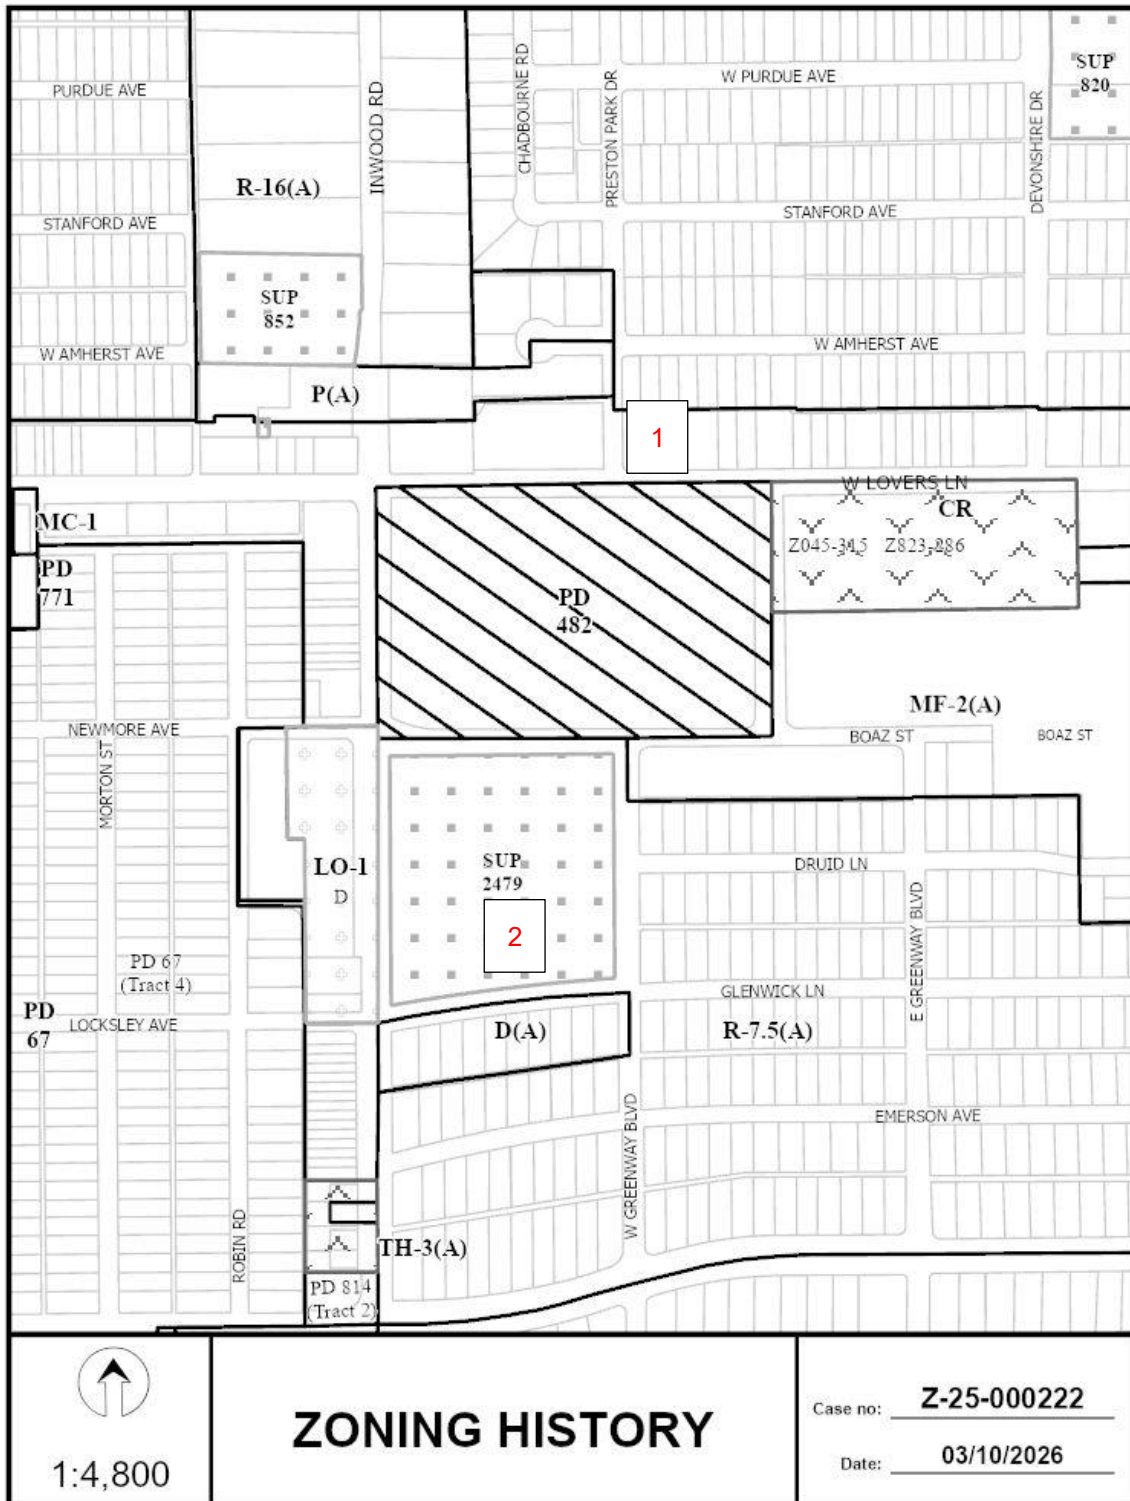 PURDUE AVE
INWOOD RD
CHADBOURNE RD
PRESTON PARK DR
W PURDUE AVE
DEVONSHIRE DR
SUP
820
R-16(A)
STANFORD AVE
STANFORD AVE
SUP
852
W AMHERST AVE
W AMHERST AVE
P(A)
1
W LOVERS LN
CR
MC-1
Z045-315 Z823-286
PD
771
PD
482
MF-2(A)
NEWMORE AVE
BOAZ ST
BOAZ ST
MORTON ST
SUP
2479
LO-1
D
DRUID LN
E GREENWAY BLVD
2
PD 67
(Tract 4)
GLENWICK LN
PD
67
LOCKSLEY AVE
D(A)
R-7.5(A)
EMERSON AVE
W GREENWAY BLVD
ROBIN RD
TH-3(A)
PD 814
(Tract 2)
1:4,800
ZONING HISTORY
Case no: Z-25-000222
Date: 03/10/2026